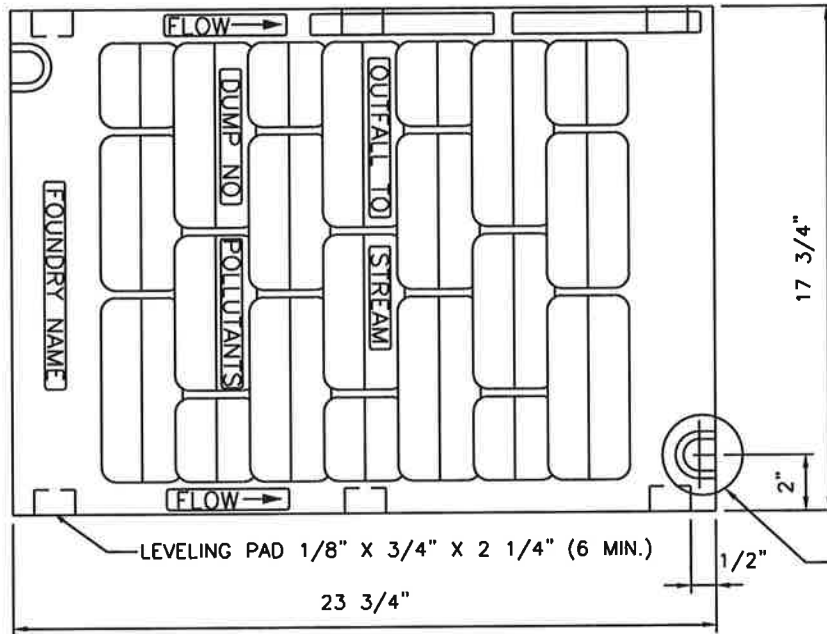 FLOW
DUMP NO
POLLUTANTS
OUTFALL TO
STREAM
FOUNDRY NAME
17 3/4"
2"
FLOW
LEVELING PAD 1/8" X 3/4" X 2 1/4" (6 MIN.)
1/2"
23 3/4"